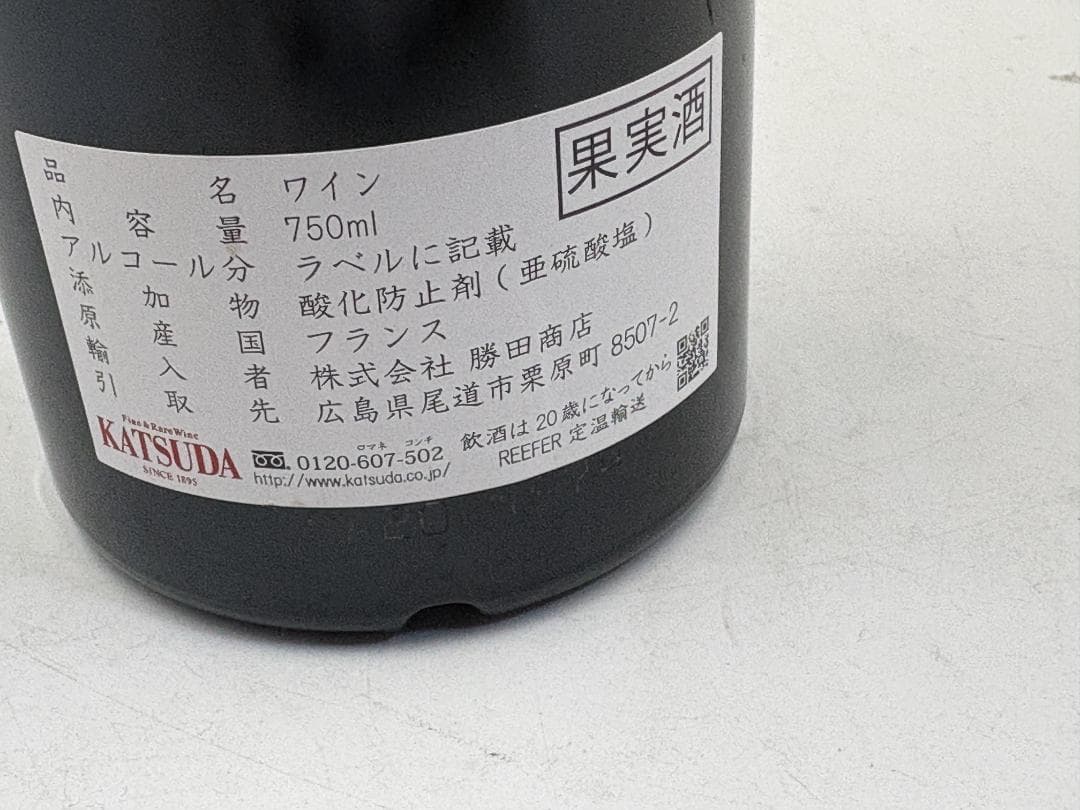 果実酒
品名 ワイン
内容量 750ml
アルコール分 ラベルに記載
添加物 酸化防止剤(亜硫酸塩)
原産国 フランス
輸入者 株式会社 勝田商店
引取先 広島県尾道市栗原町 8507-2
Fine & Rare Wine
KATSUDA
SINCE 1895
ロマネ コンチ
0120-607-502
http://www.katsuda.co.jp/
飲酒は20歳になってから
REEFER 定温輸送